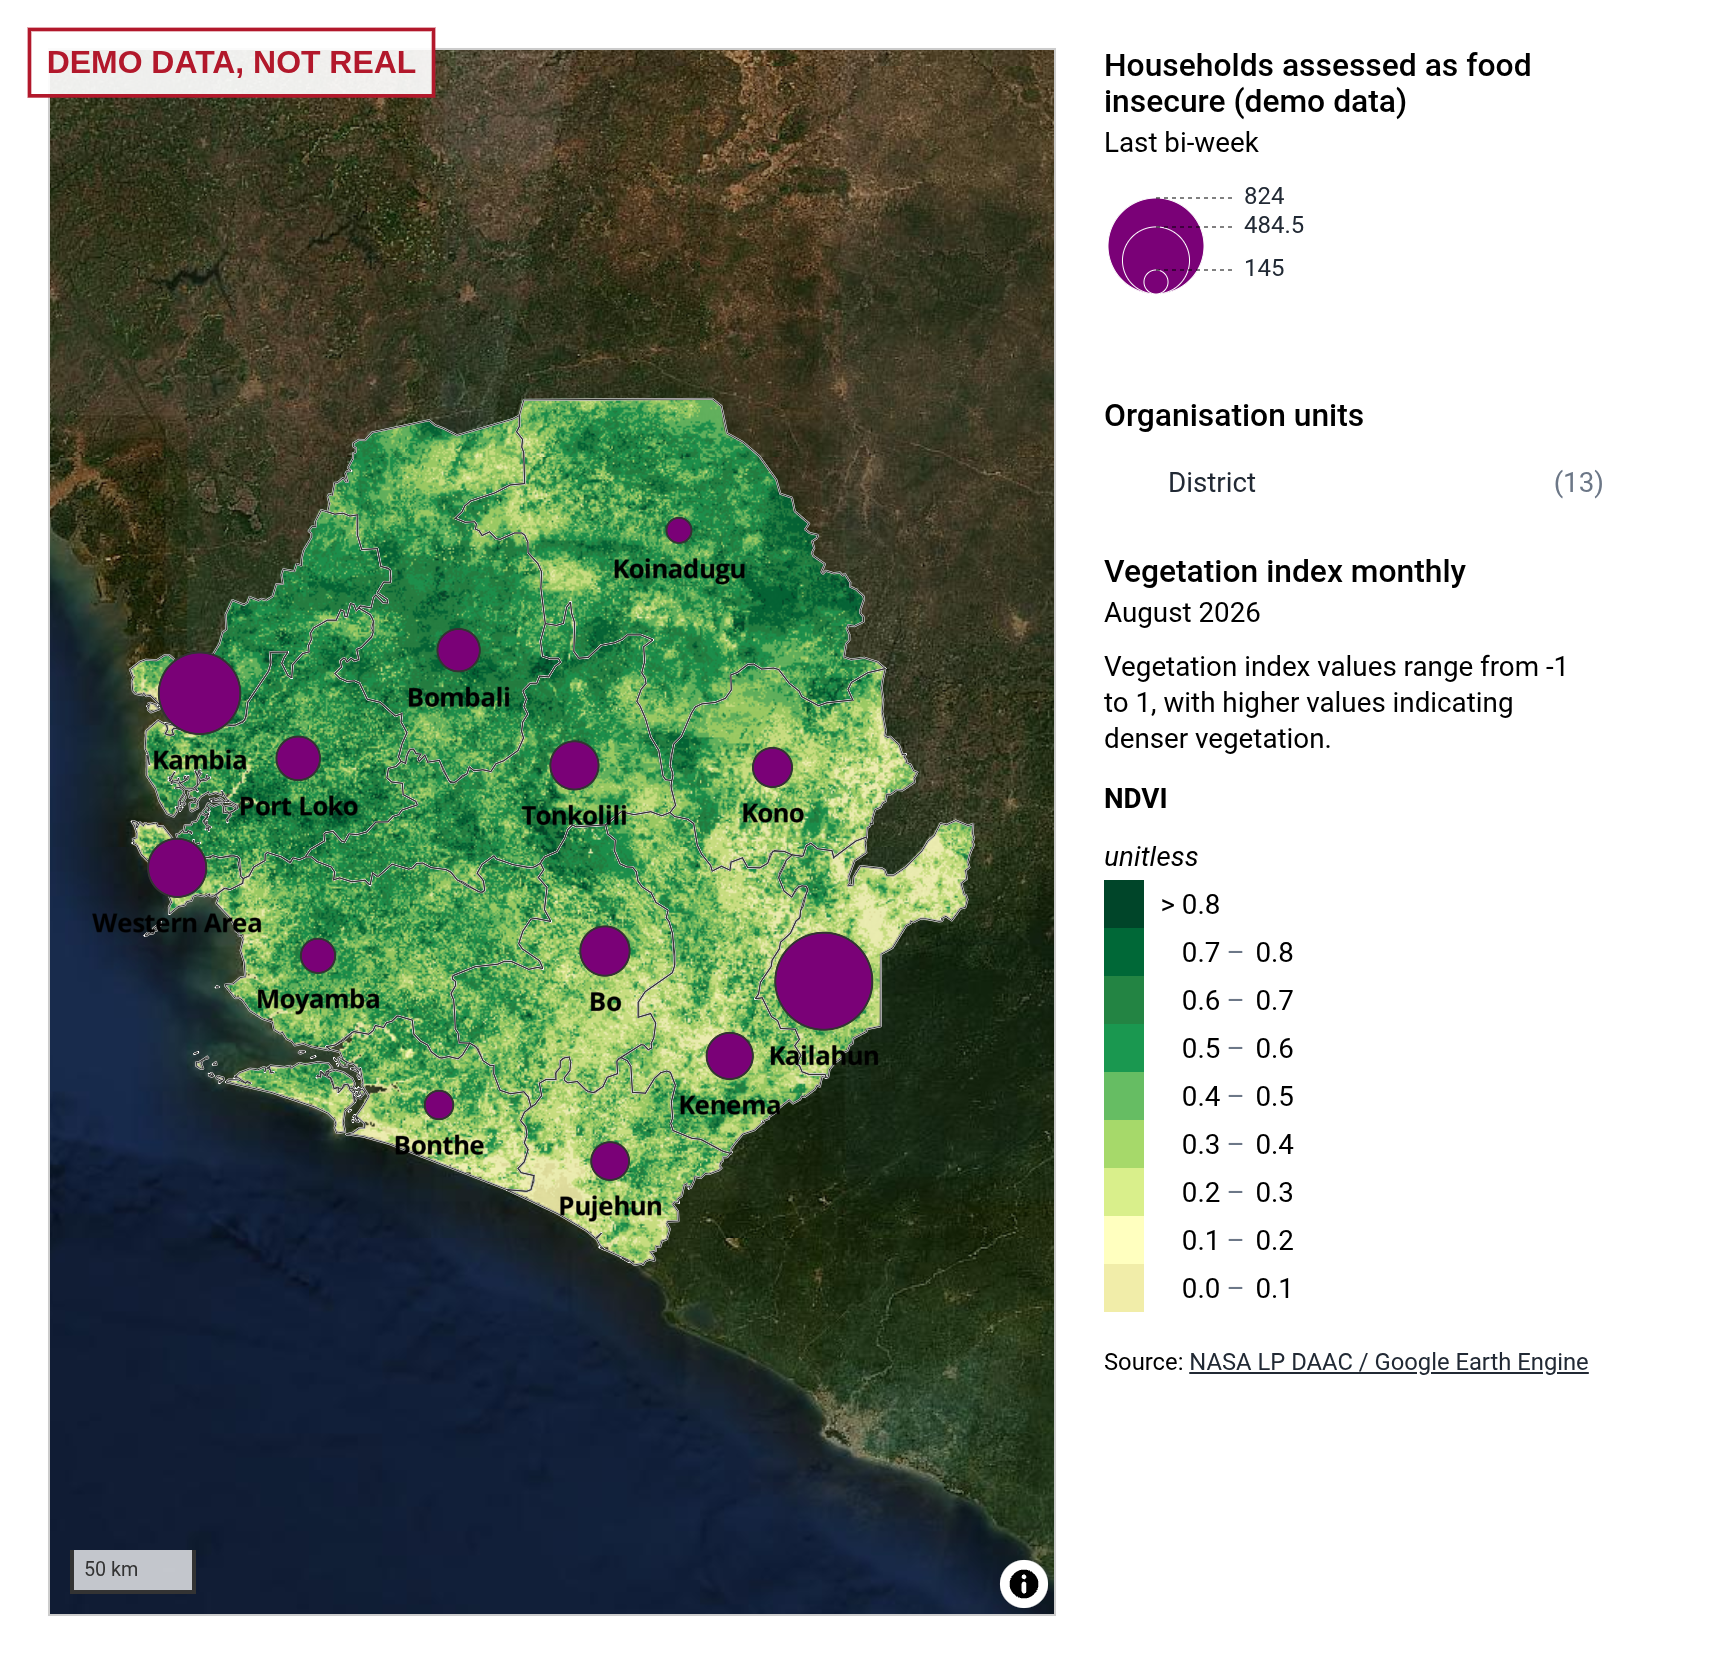 DEMO DATA, NOT REAL
Households assessed as food
insecure (demo data)
Last bi-week
824
484.5
145
Organisation units
District (13)
Vegetation index monthly
August 2026
Vegetation index values range from -1
to 1, with higher values indicating
denser vegetation.
NDVI
unitless
> 0.8
0.7 – 0.8
0.6 – 0.7
0.5 – 0.6
0.4 – 0.5
0.3 – 0.4
0.2 – 0.3
0.1 – 0.2
0.0 – 0.1
Source: NASA LP DAAC / Google Earth Engine
Koinadugu
Bombali
Kambia
Port Loko
Tonkolili
Kono
Western Area
Moyamba
Bo
Kailahun
Kenema
Bonthe
Pujehun
50 km